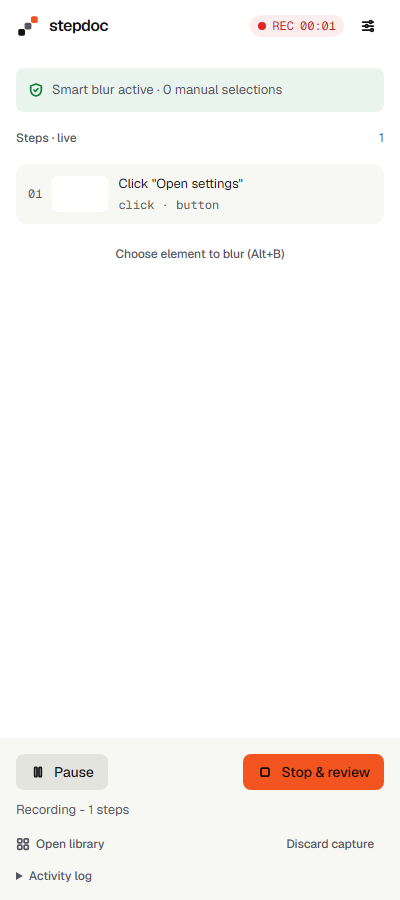 stepdoc
REC 00:01
Smart blur active · 0 manual selections
Steps · live 1
01
Click "Open settings"
click · button
Choose element to blur (Alt+B)
Pause
Stop & review
Recording - 1 steps
Open library
Discard capture
Activity log